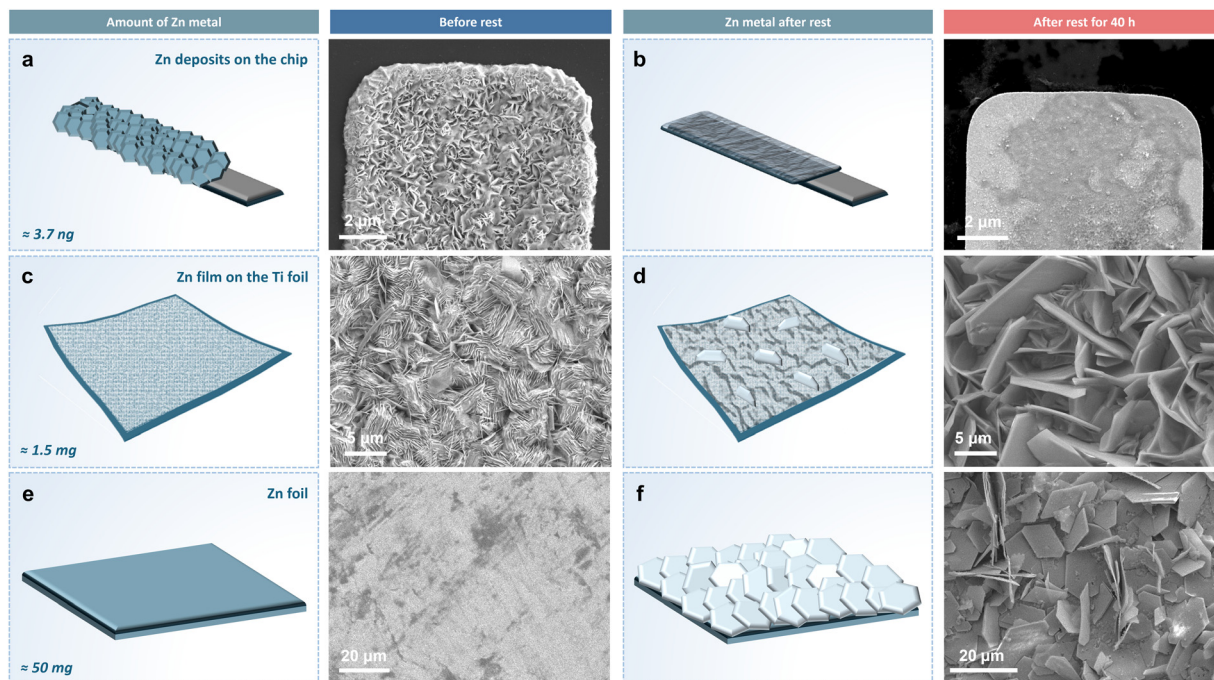 Amount of Zn metal
Before rest
Zn metal after rest
After rest for 40 h
a
Zn deposits on the chip
≈ 3.7 ng
2 µm
b
2 µm
c
Zn film on the Ti foil
≈ 1.5 mg
5 µm
d
5 µm
e
Zn foil
≈ 50 mg
20 µm
f
20 µm